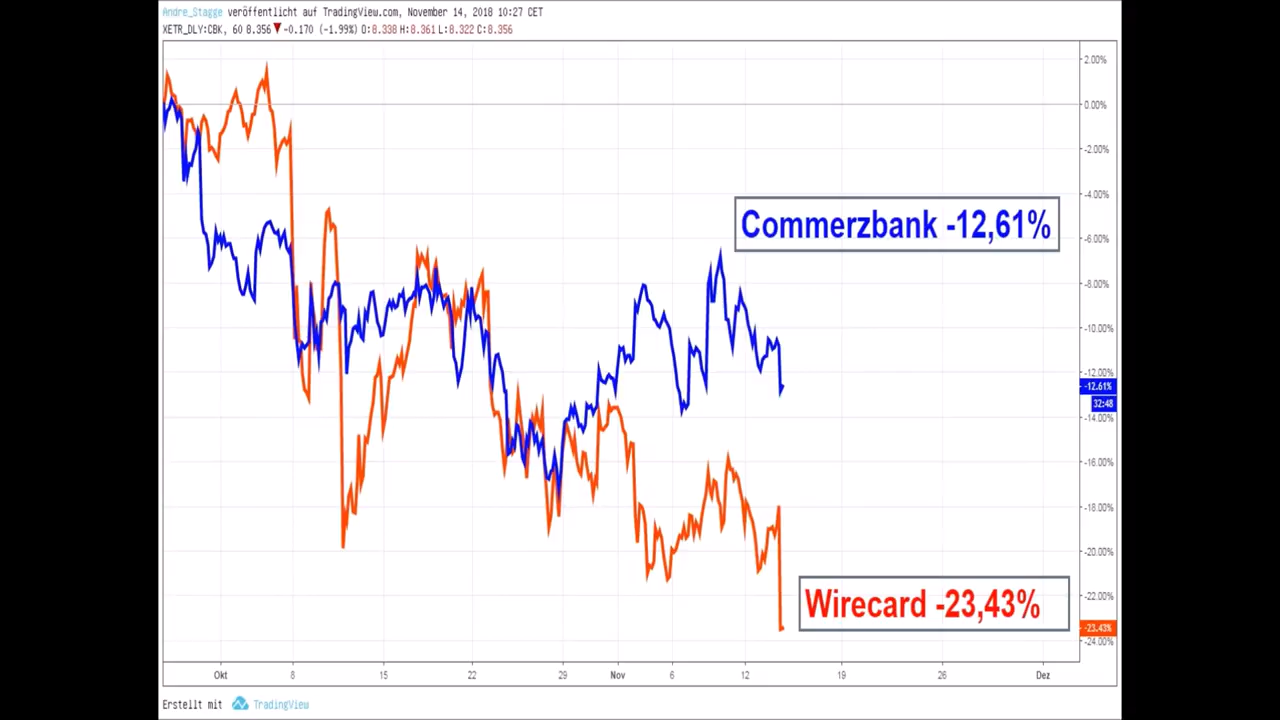 Andre_Stagge veröffentlicht auf TradingView.com, November 14, 2018 10:27 CET
XETR_DLY:CBK, 60 8.356 ▼ -0.170 (-1.99%) O:8.338 H:8.361 L:8.322 C:8.356
2.00%
0.00%
-2.00%
-4.00%
Commerzbank -12,61%
-6.00%
-8.00%
-10.00%
-12.00%
-12.61%
32:48
-14.00%
-16.00%
-18.00%
-20.00%
Wirecard -23,43%
-22.00%
-23.43%
-24.00%
Okt 8 15 22 29 Nov 6 12 19 26 Dez
Erstellt mit TradingView